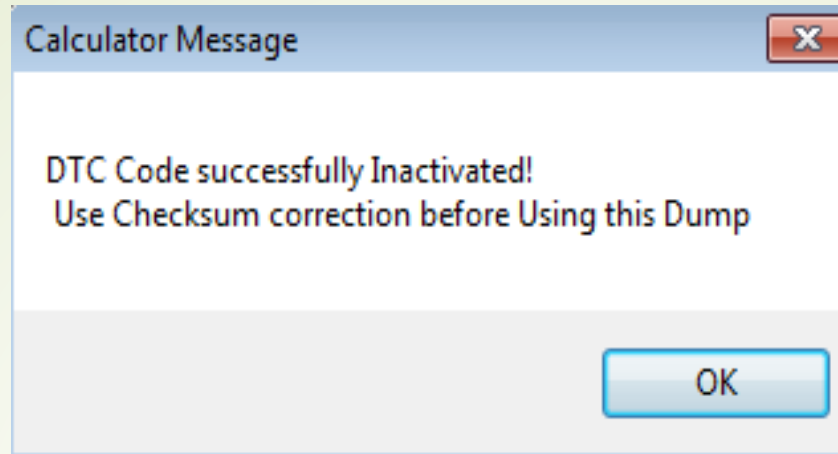 Calculator Message
DTC Code successfully Inactivated!
Use Checksum correction before Using this Dump
OK